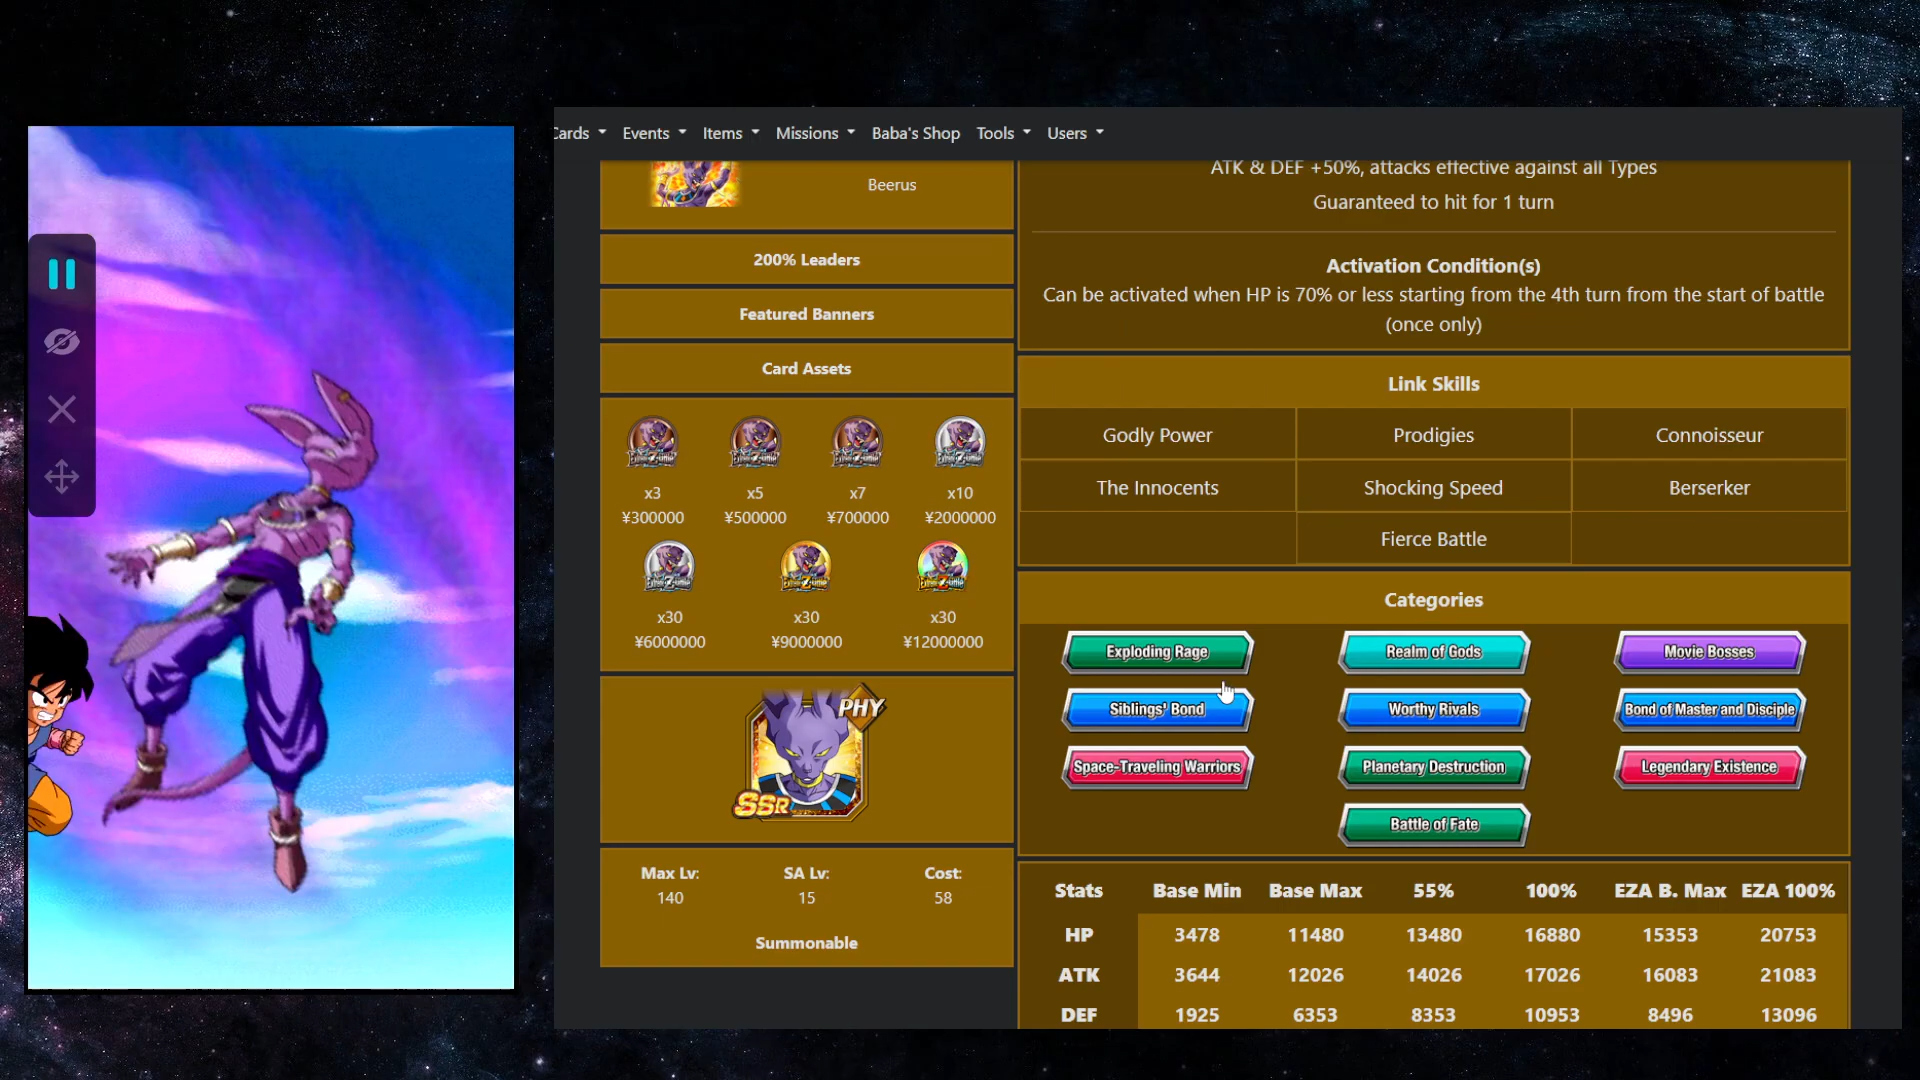 Cards Events Items Missions Baba's Shop Tools Users
Beerus
200% Leaders
Featured Banners
Card Assets
x3 x5 x7 x10
¥300000 ¥500000 ¥700000 ¥2000000
x30 x30 x30
¥6000000 ¥9000000 ¥12000000
PHY
SSR
Max Lv: SA Lv: Cost:
140 15 58
Summonable
ATK & DEF +50%, attacks effective against all Types
Guaranteed to hit for 1 turn
Activation Condition(s)
Can be activated when HP is 70% or less starting from the 4th turn from the start of battle
(once only)
Link Skills
Godly Power Prodigies Connoisseur
The Innocents Shocking Speed Berserker
Fierce Battle
Categories
Exploding Rage Realm of Gods Movie Bosses
Siblings' Bond Worthy Rivals Bond of Master and Disciple
Space-Traveling Warriors Planetary Destruction Legendary Existence
Battle of Fate
Stats Base Min Base Max 55% 100% EZA B. Max EZA 100%
HP 3478 11480 13480 16880 15353 20753
ATK 3644 12026 14026 17026 16083 21083
DEF 1925 6353 8353 10953 8496 13096